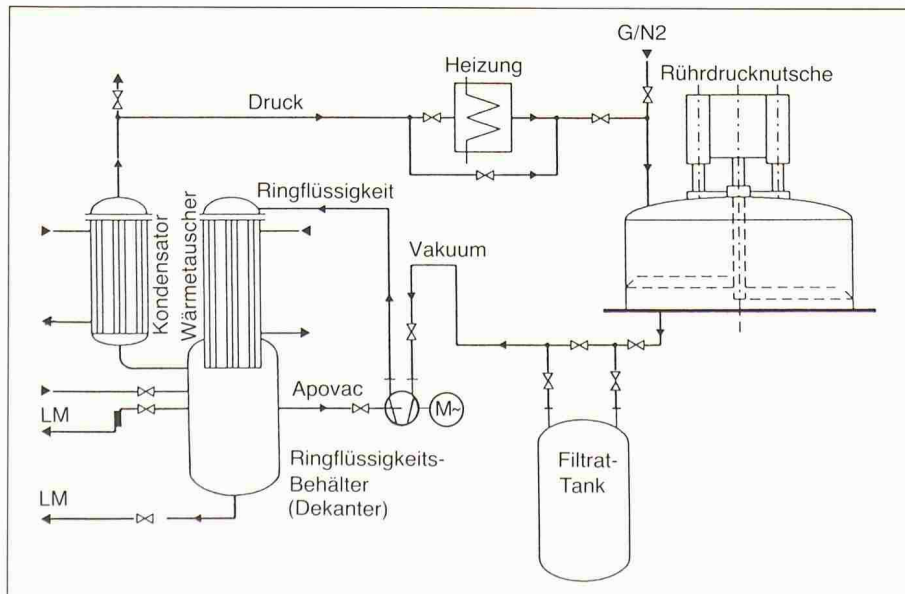 G/N2
Heizung
Rührdrucknutsche
Druck
Ringflüssigkeit
Kondensator
Wärmetauscher
Vakuum
Apovac
M~
LM
Ringflüssigkeits-
Behälter
(Dekanter)
Filtrat-
Tank
LM